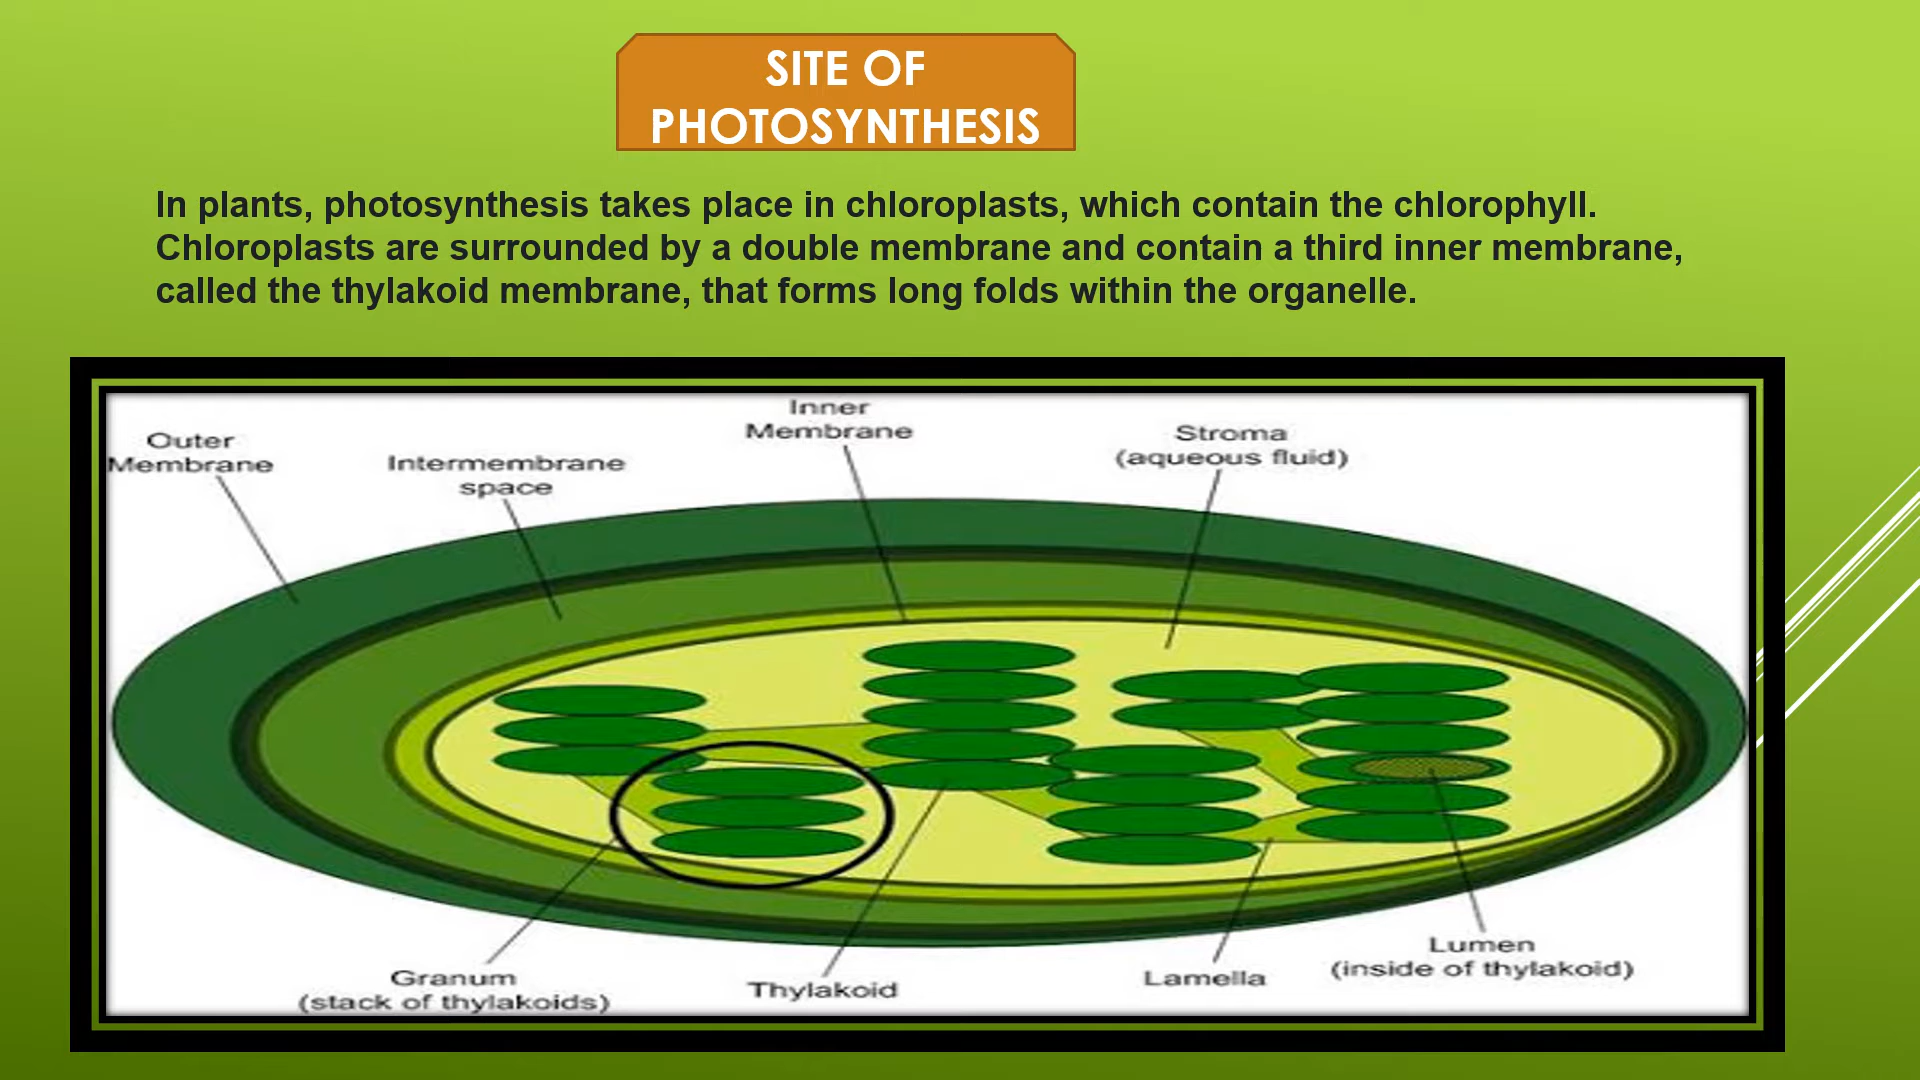 SITE OF
PHOTOSYNTHESIS
In plants, photosynthesis takes place in chloroplasts, which contain the chlorophyll.
Chloroplasts are surrounded by a double membrane and contain a third inner membrane,
called the thylakoid membrane, that forms long folds within the organelle.
Outer
Membrane
Intermembrane
space
Inner
Membrane
Stroma
(aqueous fluid)
Granum
(stack of thylakoids)
Thylakoid
Lamella
Lumen
(inside of thylakoid)